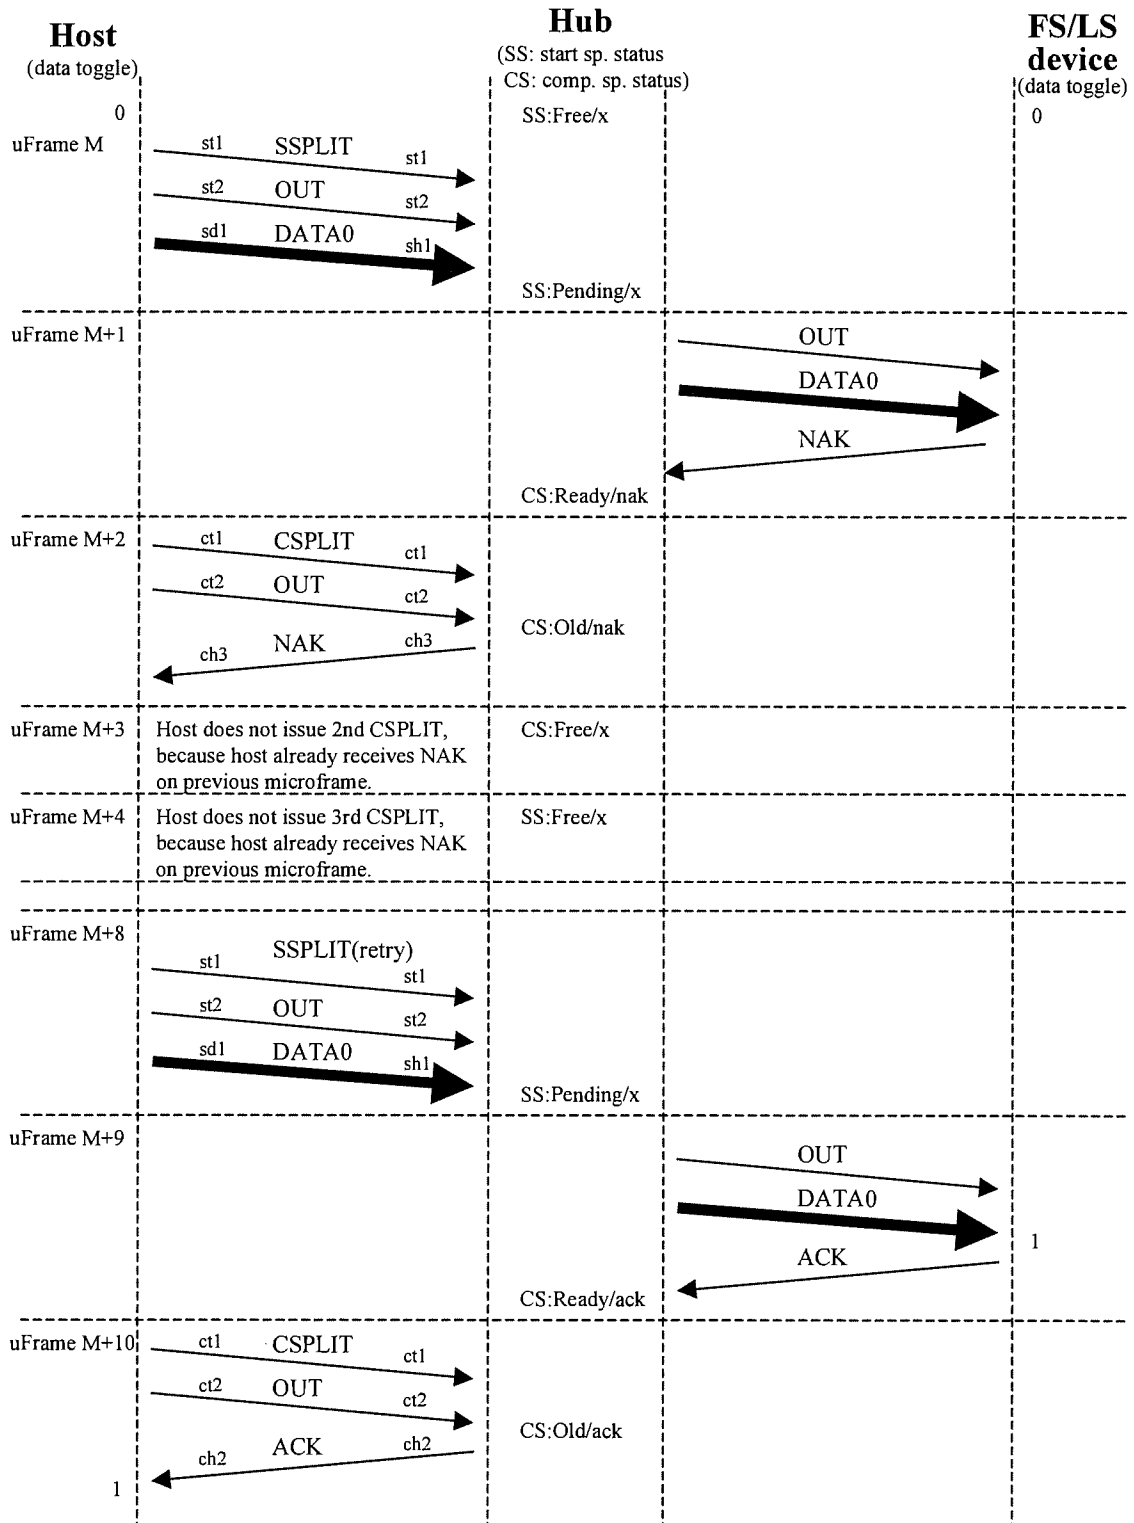 Host
(data toggle)
Hub
(SS: start sp. status
CS: comp. sp. status)
FS/LS
device
(data toggle)
0
SS:Free/x
0
uFrame M
st1 SSPLIT st1
st2 OUT st2
sd1 DATA0 sh1
SS:Pending/x
uFrame M+1
OUT
DATA0
NAK
CS:Ready/nak
uFrame M+2
ct1 CSPLIT ct1
ct2 OUT ct2
CS:Old/nak
ch3 NAK ch3
uFrame M+3
Host does not issue 2nd CSPLIT,
because host already receives NAK
on previous microframe.
CS:Free/x
uFrame M+4
Host does not issue 3rd CSPLIT,
because host already receives NAK
on previous microframe.
SS:Free/x
uFrame M+8
SSPLIT(retry)
st1 st1
st2 OUT st2
sd1 DATA0 sh1
SS:Pending/x
uFrame M+9
OUT
DATA0
1
ACK
CS:Ready/ack
uFrame M+10
ct1 CSPLIT ct1
ct2 OUT ct2
CS:Old/ack
ch2 ACK ch2
1